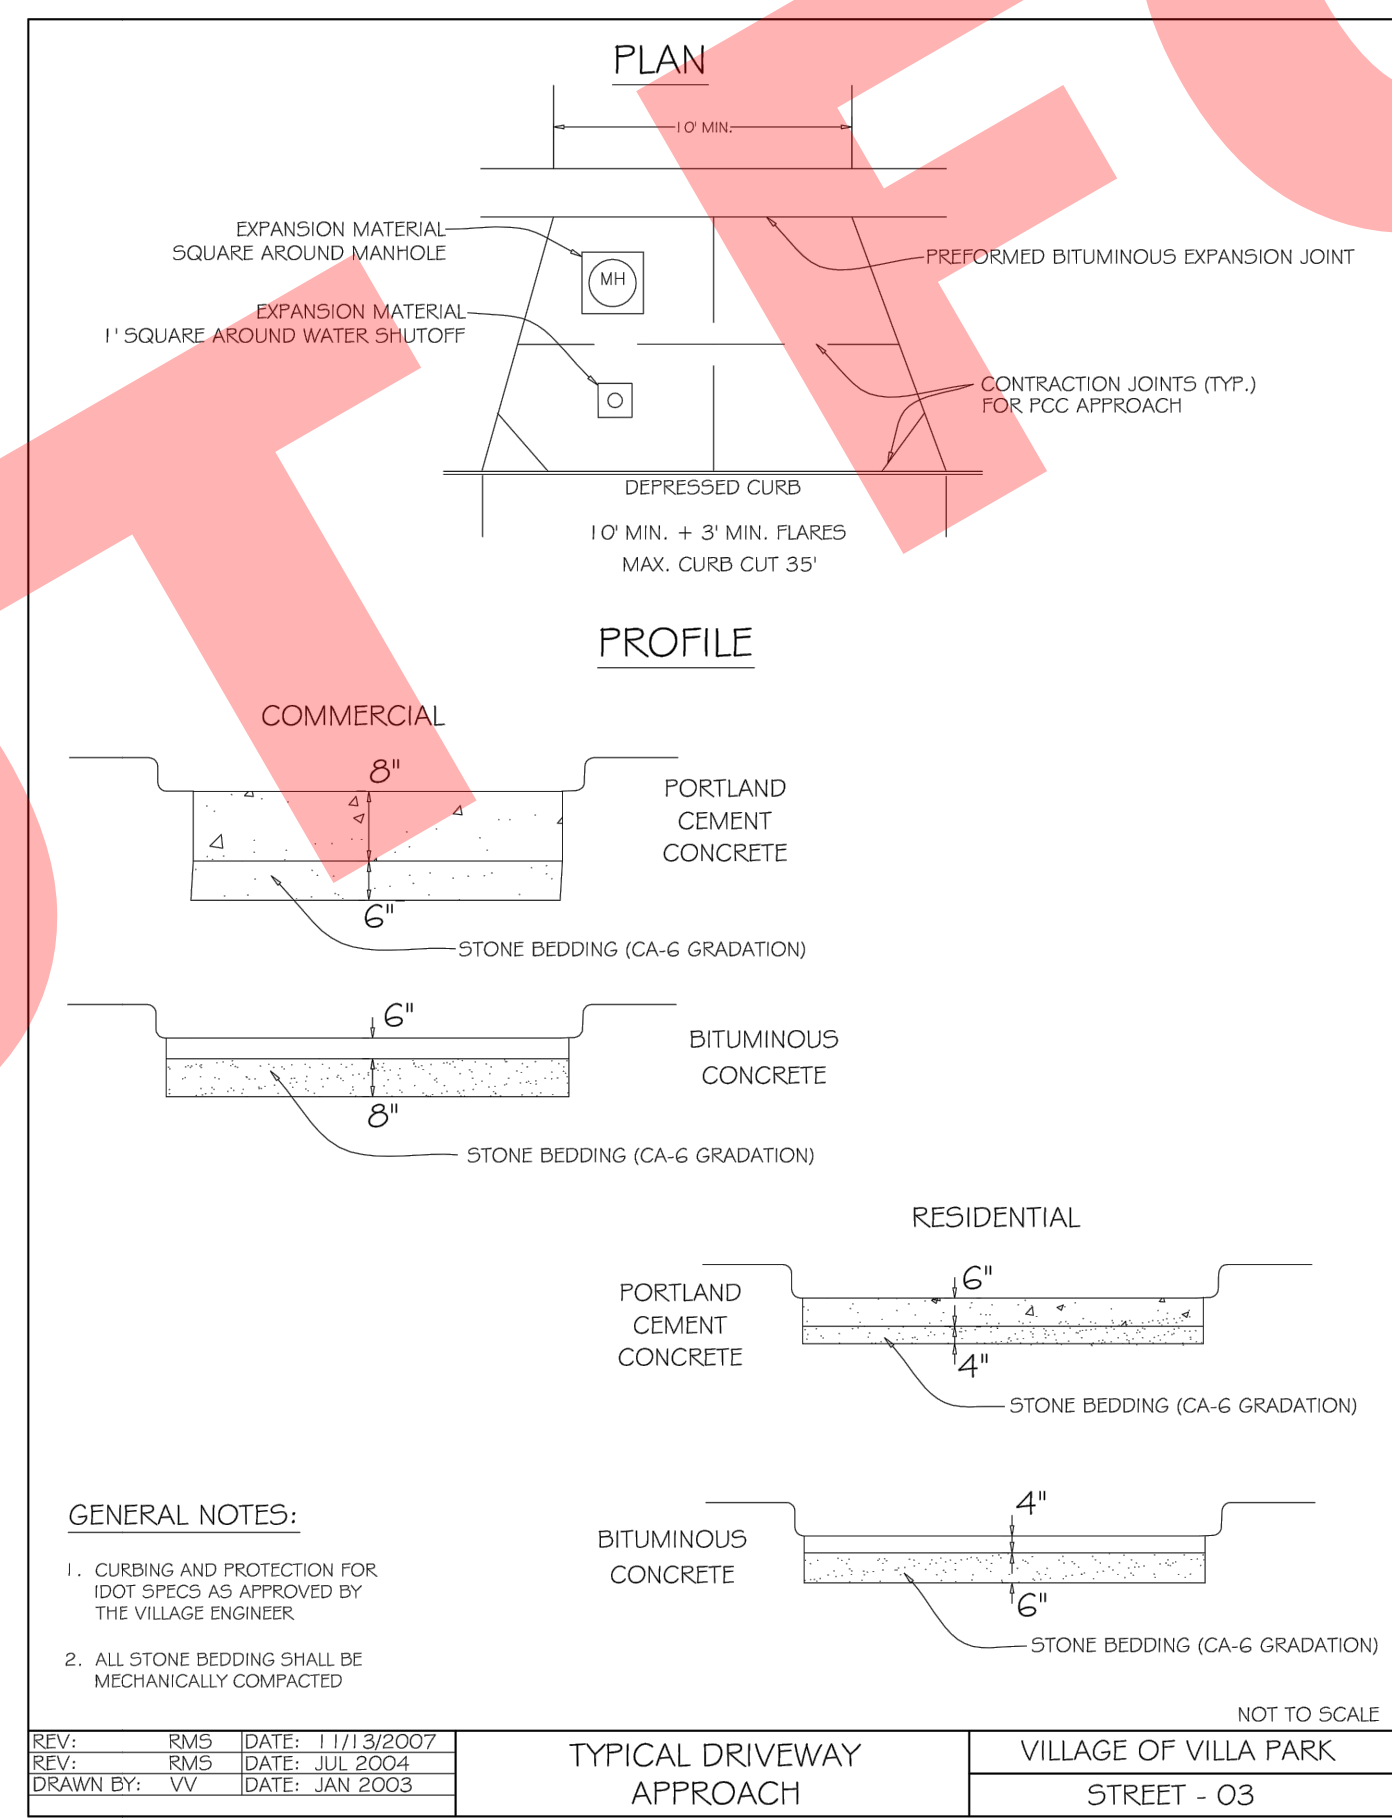 PLAN
10' MIN.
EXPANSION MATERIAL
SQUARE AROUND MANHOLE
PREFORMED BITUMINOUS EXPANSION JOINT
MH
EXPANSION MATERIAL
1' SQUARE AROUND WATER SHUTOFF
CONTRACTION JOINTS (TYP.)
FOR PCC APPROACH
DEPRESSED CURB
10' MIN. + 3' MIN. FLARES
MAX. CURB CUT 35'
PROFILE
COMMERCIAL
8"
PORTLAND
CEMENT
CONCRETE
6"
STONE BEDDING (CA-6 GRADATION)
6"
BITUMINOUS
CONCRETE
8"
STONE BEDDING (CA-6 GRADATION)
RESIDENTIAL
6"
PORTLAND
CEMENT
CONCRETE
4"
STONE BEDDING (CA-6 GRADATION)
4"
BITUMINOUS
CONCRETE
6"
STONE BEDDING (CA-6 GRADATION)
GENERAL NOTES:
1. CURBING AND PROTECTION FOR
IDOT SPECS AS APPROVED BY
THE VILLAGE ENGINEER
2. ALL STONE BEDDING SHALL BE
MECHANICALLY COMPACTED
NOT TO SCALE
REV: RMS DATE: 11/13/2007
REV: RMS DATE: JUL 2004
DRAWN BY: VV DATE: JAN 2003
TYPICAL DRIVEWAY
APPROACH
VILLAGE OF VILLA PARK
STREET - 03